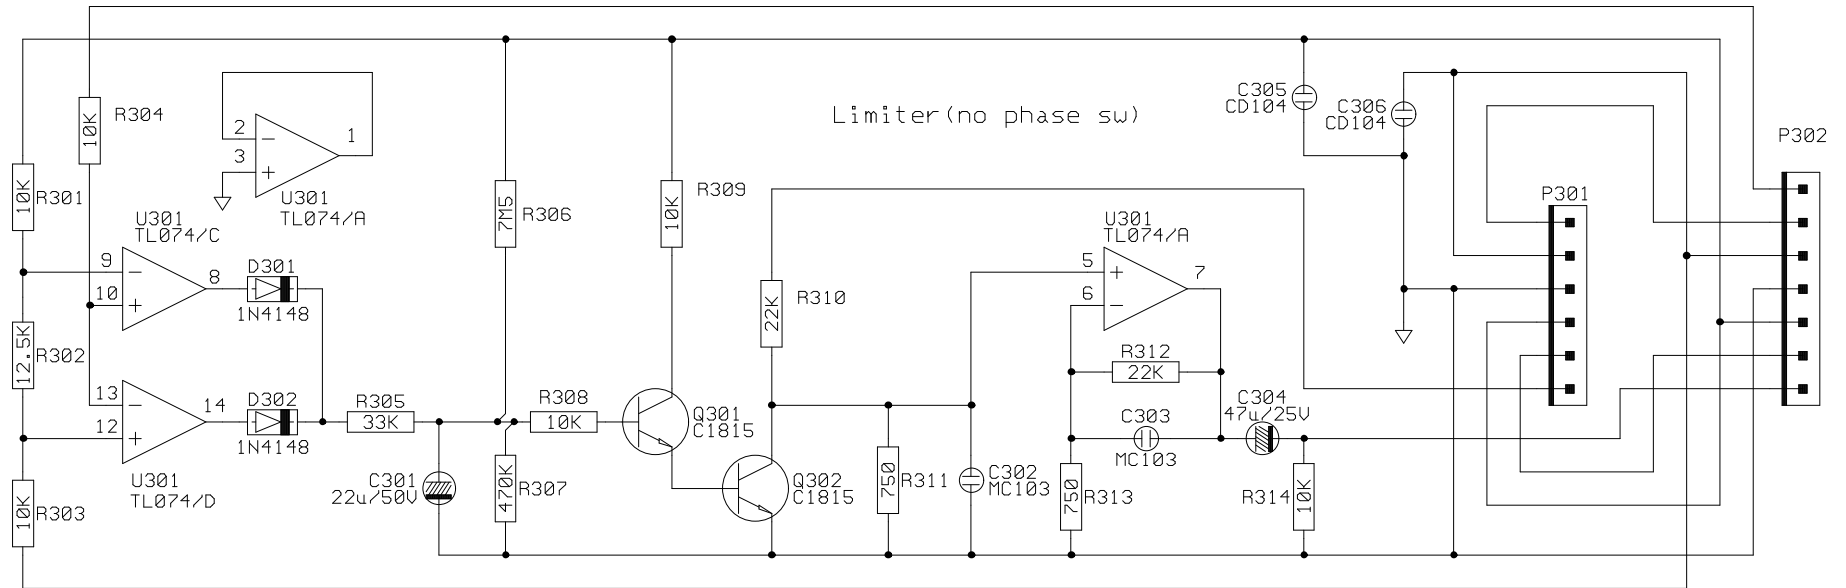 Limiter(no phase sw)
R304
10K
2
3
1
U301
TL074/A
C305
CD104
C306
CD104
P302
P301
10K
R301
U301
TL074/C
9
10
8
D301
1N4148
7M5
R306
10K
R309
22K
R310
U301
TL074/A
5
6
7
12.5K
R302
13
12
14
D302
1N4148
U301
TL074/D
R305
33K
R308
10K
Q301
C1815
R312
22K
C303
MC103
C304
47u/25V
10K
R303
C301
22u/50V
470K
R307
Q302
C1815
750
R311
C302
MC103
750
R313
R314
10K